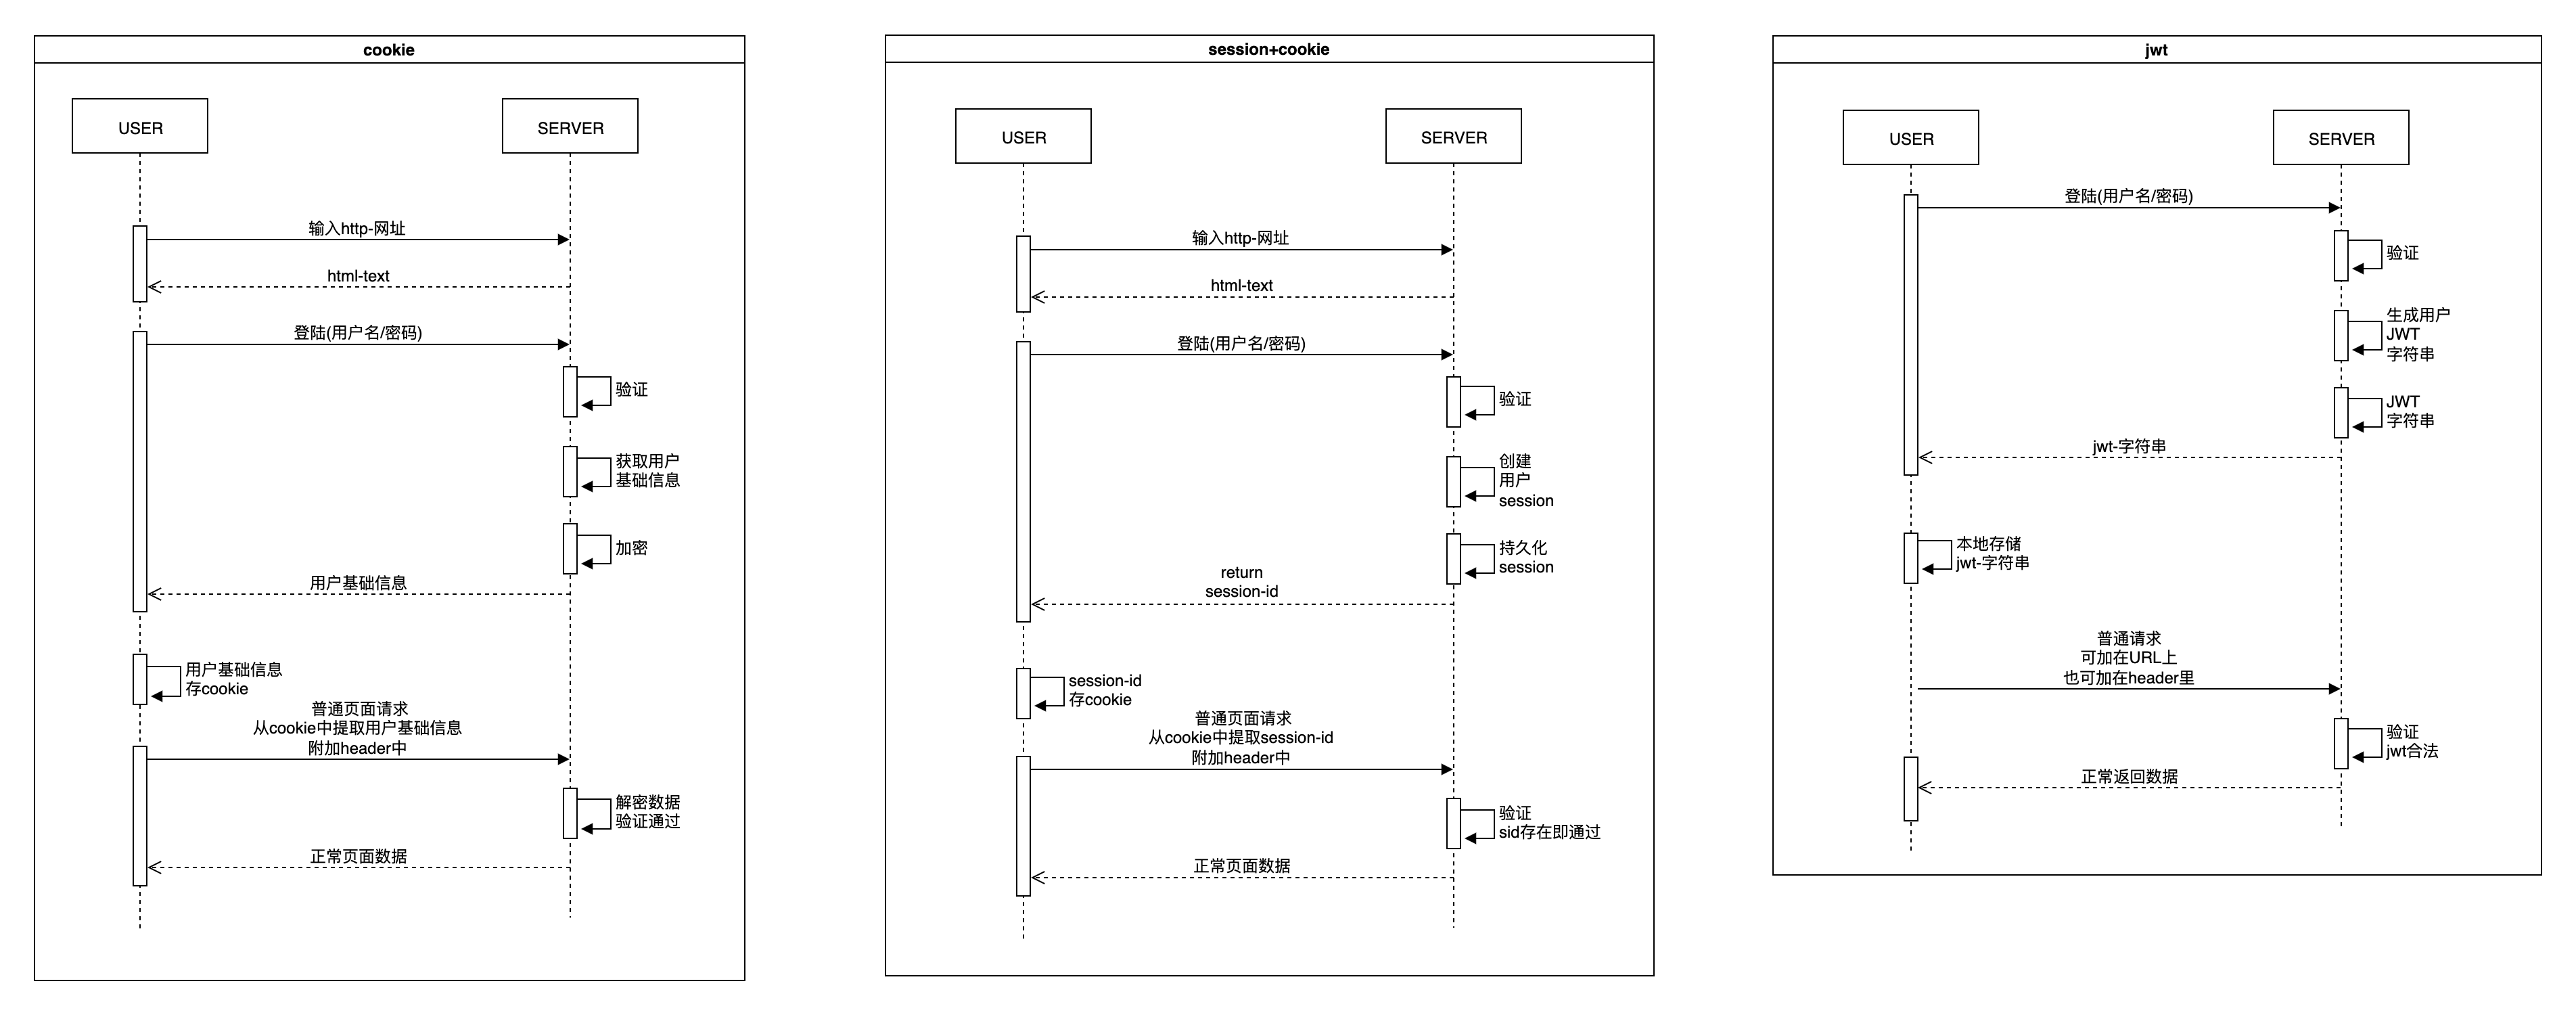 cookie
USER
SERVER
输入http-网址
html-text
登陆(用户名/密码)
验证
获取用户
基础信息
加密
用户基础信息
用户基础信息
存cookie
普通页面请求
从cookie中提取用户基础信息
附加header中
解密数据
验证通过
正常页面数据
session+cookie
USER
SERVER
输入http-网址
html-text
登陆(用户名/密码)
验证
创建
用户
session
持久化
session
return
session-id
session-id
存cookie
普通页面请求
从cookie中提取session-id
附加header中
验证
sid存在即通过
正常页面数据
jwt
USER
SERVER
登陆(用户名/密码)
验证
生成用户
JWT
字符串
JWT
字符串
jwt-字符串
本地存储
jwt-字符串
普通请求
可加在URL上
也可加在header里
验证
jwt合法
正常返回数据